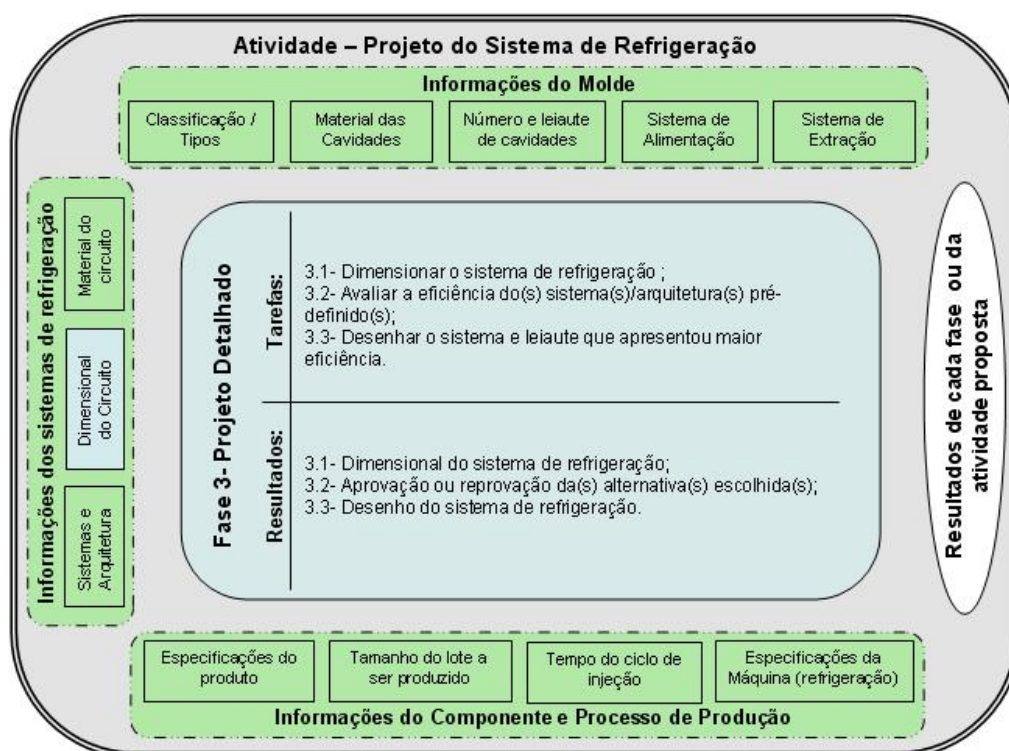 Atividade – Projeto do Sistema de Refrigeração
Informações do Molde
Classificação /
Tipos
Material das
Cavidades
Número e leiaute
de cavidades
Sistema de
Alimentação
Sistema de
Extração
Informações dos sistemas de refrigeração
Material do
circuito
Dimensional
do Circuito
Sistemas e
Arquitetura
Fase 3- Projeto Detalhado
Tarefas:
3.1- Dimensionar o sistema de refrigeração ;
3.2- Avaliar a eficiência do(s) sistema(s)/arquitetura(s) pré-
definido(s);
3.3- Desenhar o sistema e leiaute que apresentou maior
eficiência.
Resultados:
3.1- Dimensional do sistema de refrigeração;
3.2- Aprovação ou reprovação da(s) alternativa(s) escolhida(s);
3.3- Desenho do sistema de refrigeração.
Resultados de cada fase ou da
atividade proposta
Especificações do
produto
Tamanho do lote a
ser produzido
Tempo do ciclo de
injeção
Especificações da
Máquina (refrigeração)
Informações do Componente e Processo de Produção